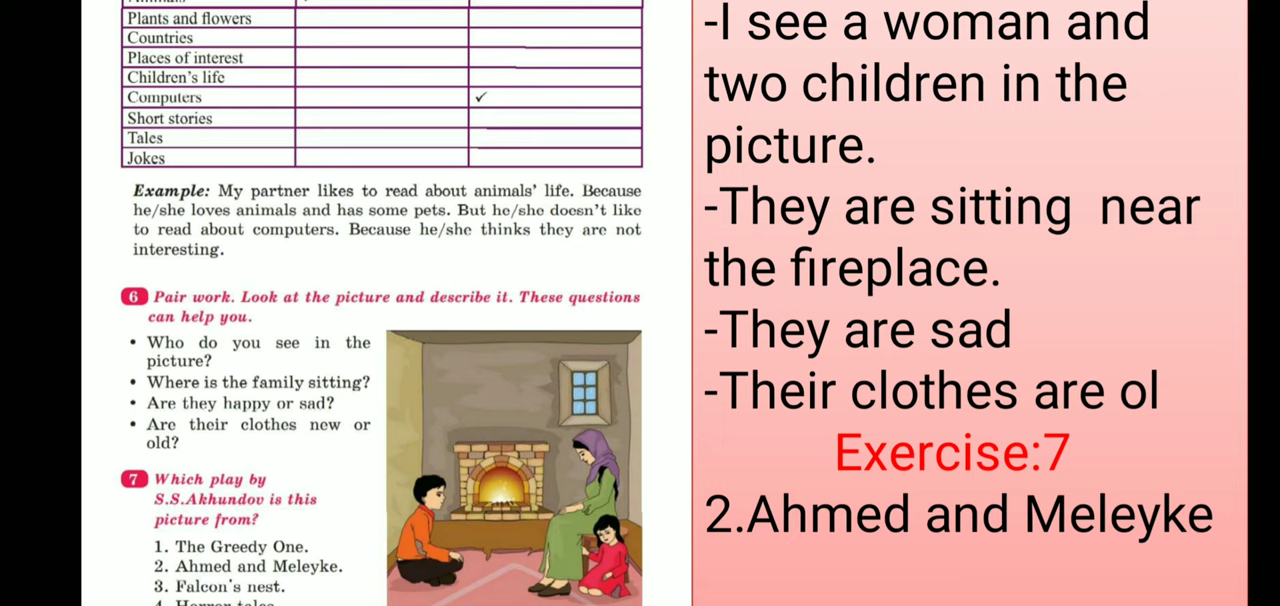 Plants and flowers
Countries
Places of interest
Children's life
Computers ✓
Short stories
Tales
Jokes
Example: My partner likes to read about animals' life. Because
he/she loves animals and has some pets. But he/she doesn't like
to read about computers. Because he/she thinks they are not
interesting.
6 Pair work. Look at the picture and describe it. These questions
can help you.
• Who do you see in the
picture?
• Where is the family sitting?
• Are they happy or sad?
• Are their clothes new or
old?
7 Which play by
S.S.Akhundov is this
picture from?
1. The Greedy One.
2. Ahmed and Meleyke.
3. Falcon's nest.
-I see a woman and
two children in the
picture.
-They are sitting near
the fireplace.
-They are sad
-Their clothes are ol
Exercise:7
2.Ahmed and Meleyke